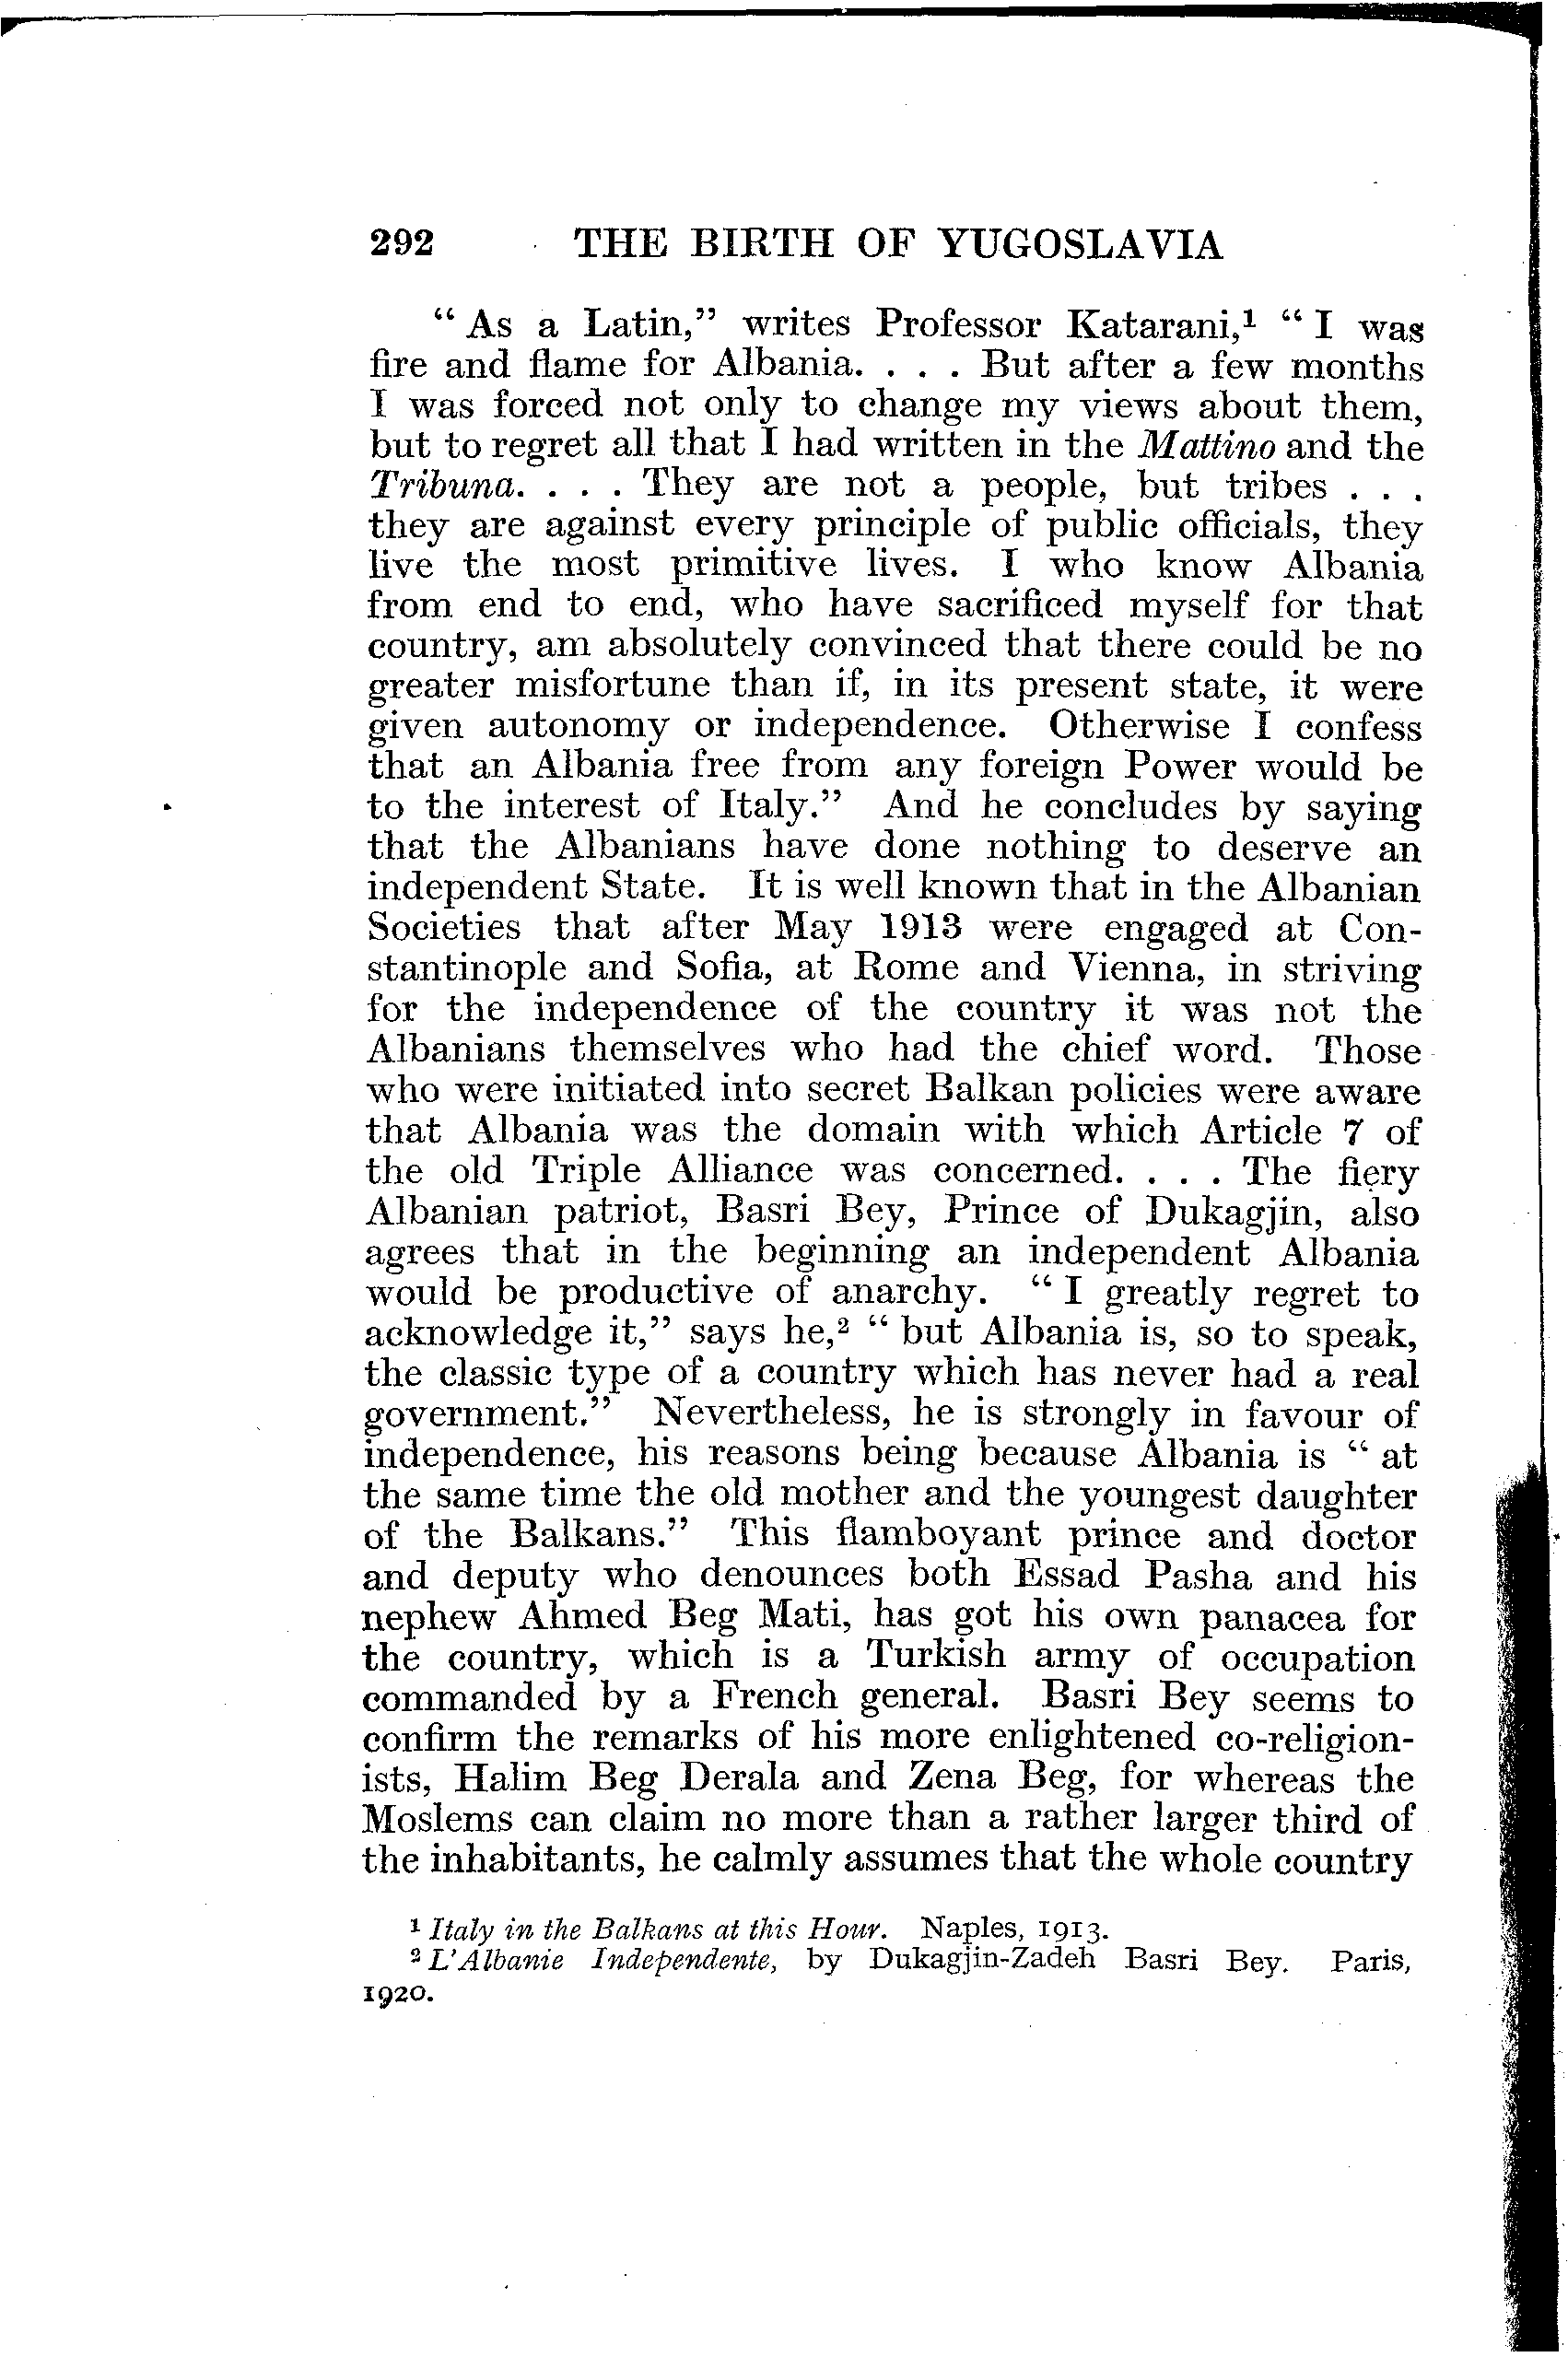 292 THE BIRTH OF YUGOSLAVIA
“ As a Latin,” writes Professor Katarani,¹ “ I was
fire and flame for Albania. . . . But after a few months
I was forced not only to change my views about them,
but to regret all that I had written in the Mattino and the
Tribuna. . . . They are not a people, but tribes . . .
they are against every principle of public officials, they
live the most primitive lives. I who know Albania
from end to end, who have sacrificed myself for that
country, am absolutely convinced that there could be no
greater misfortune than if, in its present state, it were
given autonomy or independence. Otherwise I confess
that an Albania free from any foreign Power would be
to the interest of Italy.” And he concludes by saying
that the Albanians have done nothing to deserve an
independent State. It is well known that in the Albanian
Societies that after May 1913 were engaged at Con-
stantinople and Sofia, at Rome and Vienna, in striving
for the independence of the country it was not the
Albanians themselves who had the chief word. Those
who were initiated into secret Balkan policies were aware
that Albania was the domain with which Article 7 of
the old Triple Alliance was concerned. . . . The fiery
Albanian patriot, Basri Bey, Prince of Dukagjin, also
agrees that in the beginning an independent Albania
would be productive of anarchy. “ I greatly regret to
acknowledge it,” says he,² “ but Albania is, so to speak,
the classic type of a country which has never had a real
government.” Nevertheless, he is strongly in favour of
independence, his reasons being because Albania is “ at
the same time the old mother and the youngest daughter
of the Balkans.” This flamboyant prince and doctor
and deputy who denounces both Essad Pasha and his
nephew Ahmed Beg Mati, has got his own panacea for
the country, which is a Turkish army of occupation
commanded by a French general. Basri Bey seems to
confirm the remarks of his more enlightened co-religion-
ists, Halim Beg Derala and Zena Beg, for whereas the
Moslems can claim no more than a rather larger third of
the inhabitants, he calmly assumes that the whole country
¹ Italy in the Balkans at this Hour. Naples, 1913.
² L’Albanie Independente, by Dukagjin-Zadeh Basri Bey. Paris,
1920.